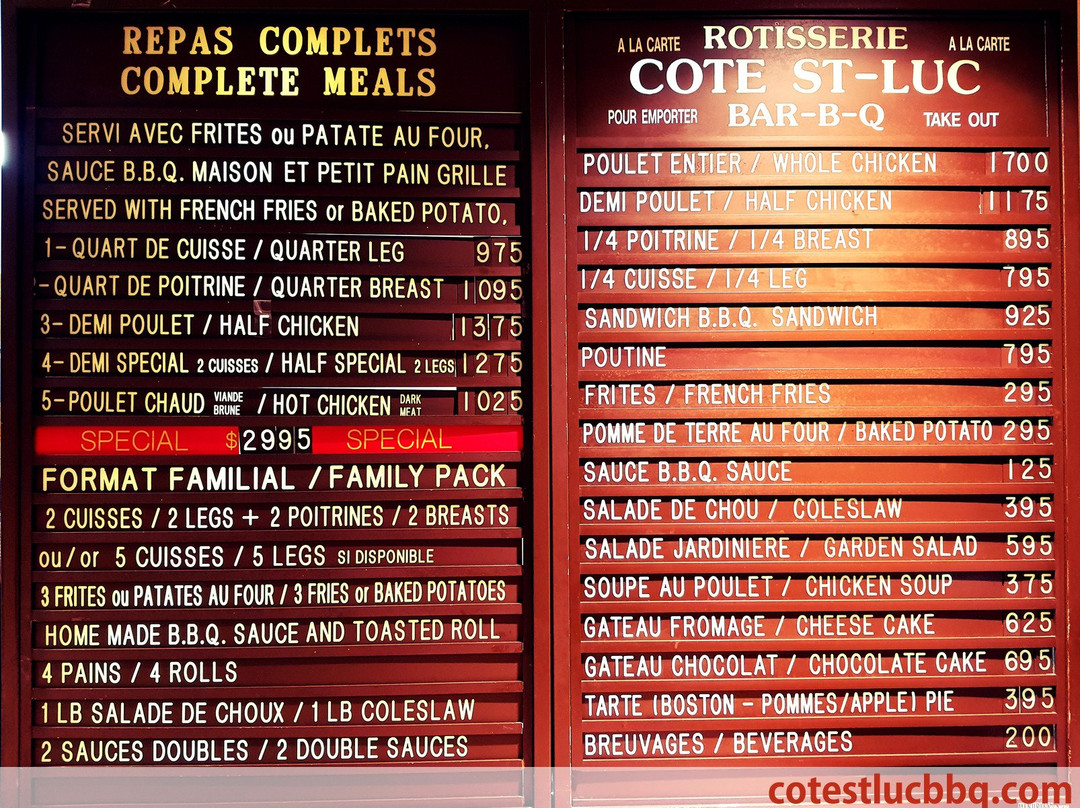 REPAS COMPLETS
COMPLETE MEALS
SERVI AVEC FRITES ou PATATE AU FOUR,
SAUCE B.B.Q. MAISON ET PETIT PAIN GRILLE
SERVED WITH FRENCH FRIES or BAKED POTATO,
1-QUART DE CUISSE / QUARTER LEG 975
-QUART DE POITRINE / QUARTER BREAST 1095
3-DEMI POULET / HALF CHICKEN 1375
4-DEMI SPECIAL 2 CUISSES / HALF SPECIAL 2 LEGS 1275
5-POULET CHAUD VIANDE BRUNE / HOT CHICKEN DARK MEAT 1025
SPECIAL $2995 SPECIAL
FORMAT FAMILIAL / FAMILY PACK
2 CUISSES / 2 LEGS + 2 POITRINES / 2 BREASTS
ou/or 5 CUISSES / 5 LEGS SI DISPONIBLE
3 FRITES ou PATATES AU FOUR / 3 FRIES or BAKED POTATOES
HOME MADE B.B.Q. SAUCE AND TOASTED ROLL
4 PAINS / 4 ROLLS
1 LB SALADE DE CHOUX / 1 LB COLESLAW
2 SAUCES DOUBLES / 2 DOUBLE SAUCES
A LA CARTE ROTISSERIE A LA CARTE
COTE ST-LUC
POUR EMPORTER BAR-B-Q TAKE OUT
POULET ENTIER / WHOLE CHICKEN 1700
DEMI POULET / HALF CHICKEN 1175
1/4 POITRINE / 1/4 BREAST 895
1/4 CUISSE / 1/4 LEG 795
SANDWICH B.B.Q. SANDWICH 925
POUTINE 795
FRITES / FRENCH FRIES 295
POMME DE TERRE AU FOUR / BAKED POTATO 295
SAUCE B.B.Q. SAUCE 125
SALADE DE CHOU / COLESLAW 395
SALADE JARDINIERE / GARDEN SALAD 595
SOUPE AU POULET / CHICKEN SOUP 375
GATEAU FROMAGE / CHEESE CAKE 625
GATEAU CHOCOLAT / CHOCOLATE CAKE 695
TARTE (BOSTON - POMMES/APPLE) PIE 395
BREUVAGES / BEVERAGES 200
cotestlucbbq.com